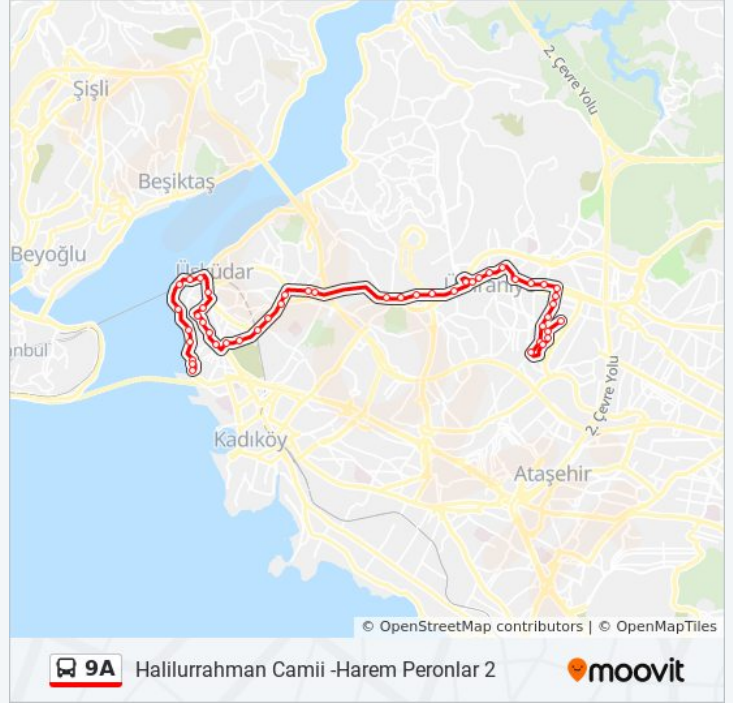 2. Çevre Yolu
Şişli
Beşiktaş
Beyoğlu
Üsküdar
anbul
Kadıköy
2. Çevre Yolu
Ataşehir
© OpenStreetMap contributors | © OpenMapTiles
9A Halilurrahman Camii -Harem Peronlar 2 moovit